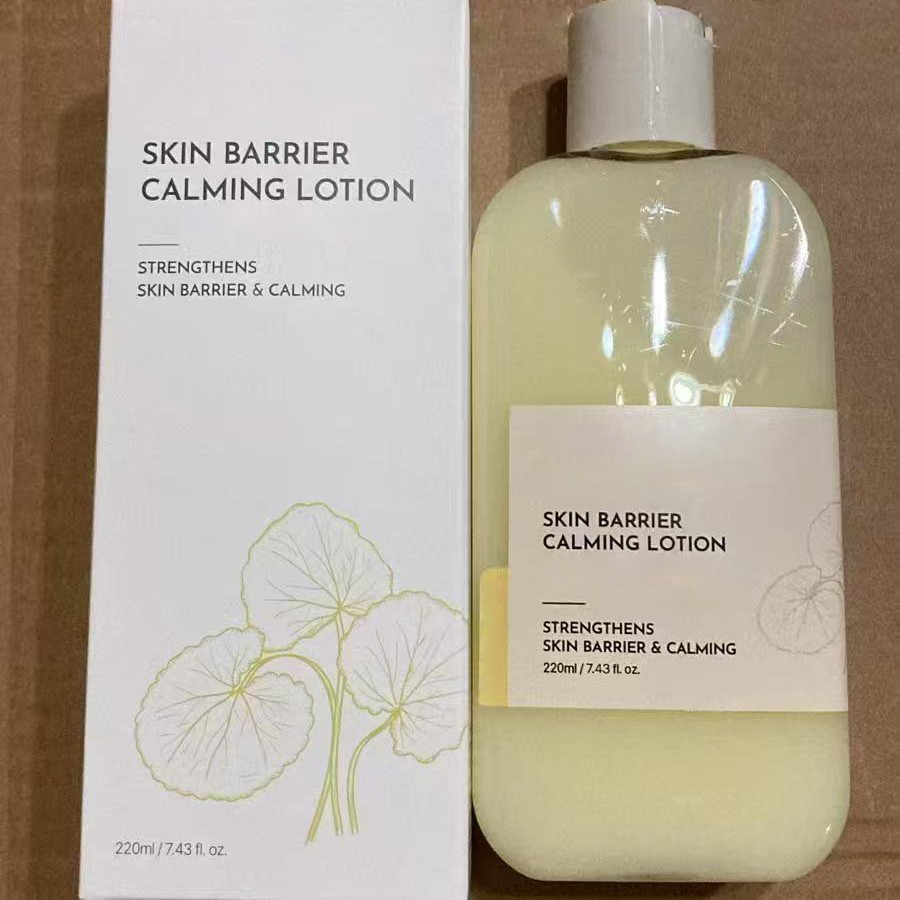 SKIN BARRIER
CALMING LOTION
STRENGTHENS
SKIN BARRIER & CALMING
220ml / 7.43 fl. oz.
SKIN BARRIER
CALMING LOTION
STRENGTHENS
SKIN BARRIER & CALMING
220ml / 7.43 fl. oz.